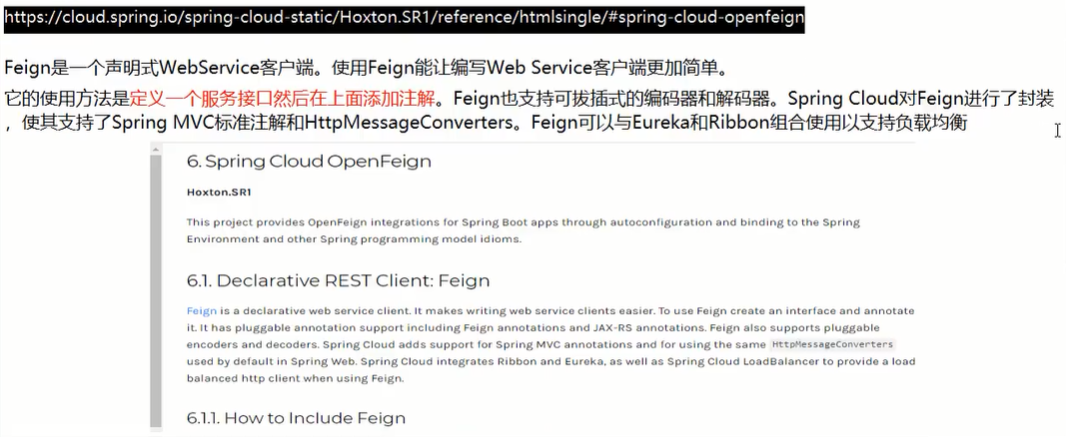 https://cloud.spring.io/spring-cloud-static/Hoxton.SR1/reference/htmlsingle/#spring-cloud-openfeign
Feign是一个声明式WebService客户端。使用Feign能让编写Web Service客户端更加简单。
它的使用方法是定义一个服务接口然后在上面添加注解。Feign也支持可拔插式的编码器和解码器。Spring Cloud对Feign进行了封装
，使其支持了Spring MVC标准注解和HttpMessageConverters。Feign可以与Eureka和Ribbon组合使用以支持负载均衡
6. Spring Cloud OpenFeign
Hoxton.SR1
This project provides OpenFeign integrations for Spring Boot apps through autoconfiguration and binding to the Spring
Environment and other Spring programming model idioms.
6.1. Declarative REST Client: Feign
Feign is a declarative web service client. It makes writing web service clients easier. To use Feign create an interface and annotate
it. It has pluggable annotation support including Feign annotations and JAX-RS annotations. Feign also supports pluggable
encoders and decoders. Spring Cloud adds support for Spring MVC annotations and for using the same HttpMessageConverters
used by default in Spring Web. Spring Cloud integrates Ribbon and Eureka, as well as Spring Cloud LoadBalancer to provide a load
balanced http client when using Feign.
6.1.1. How to Include Feign